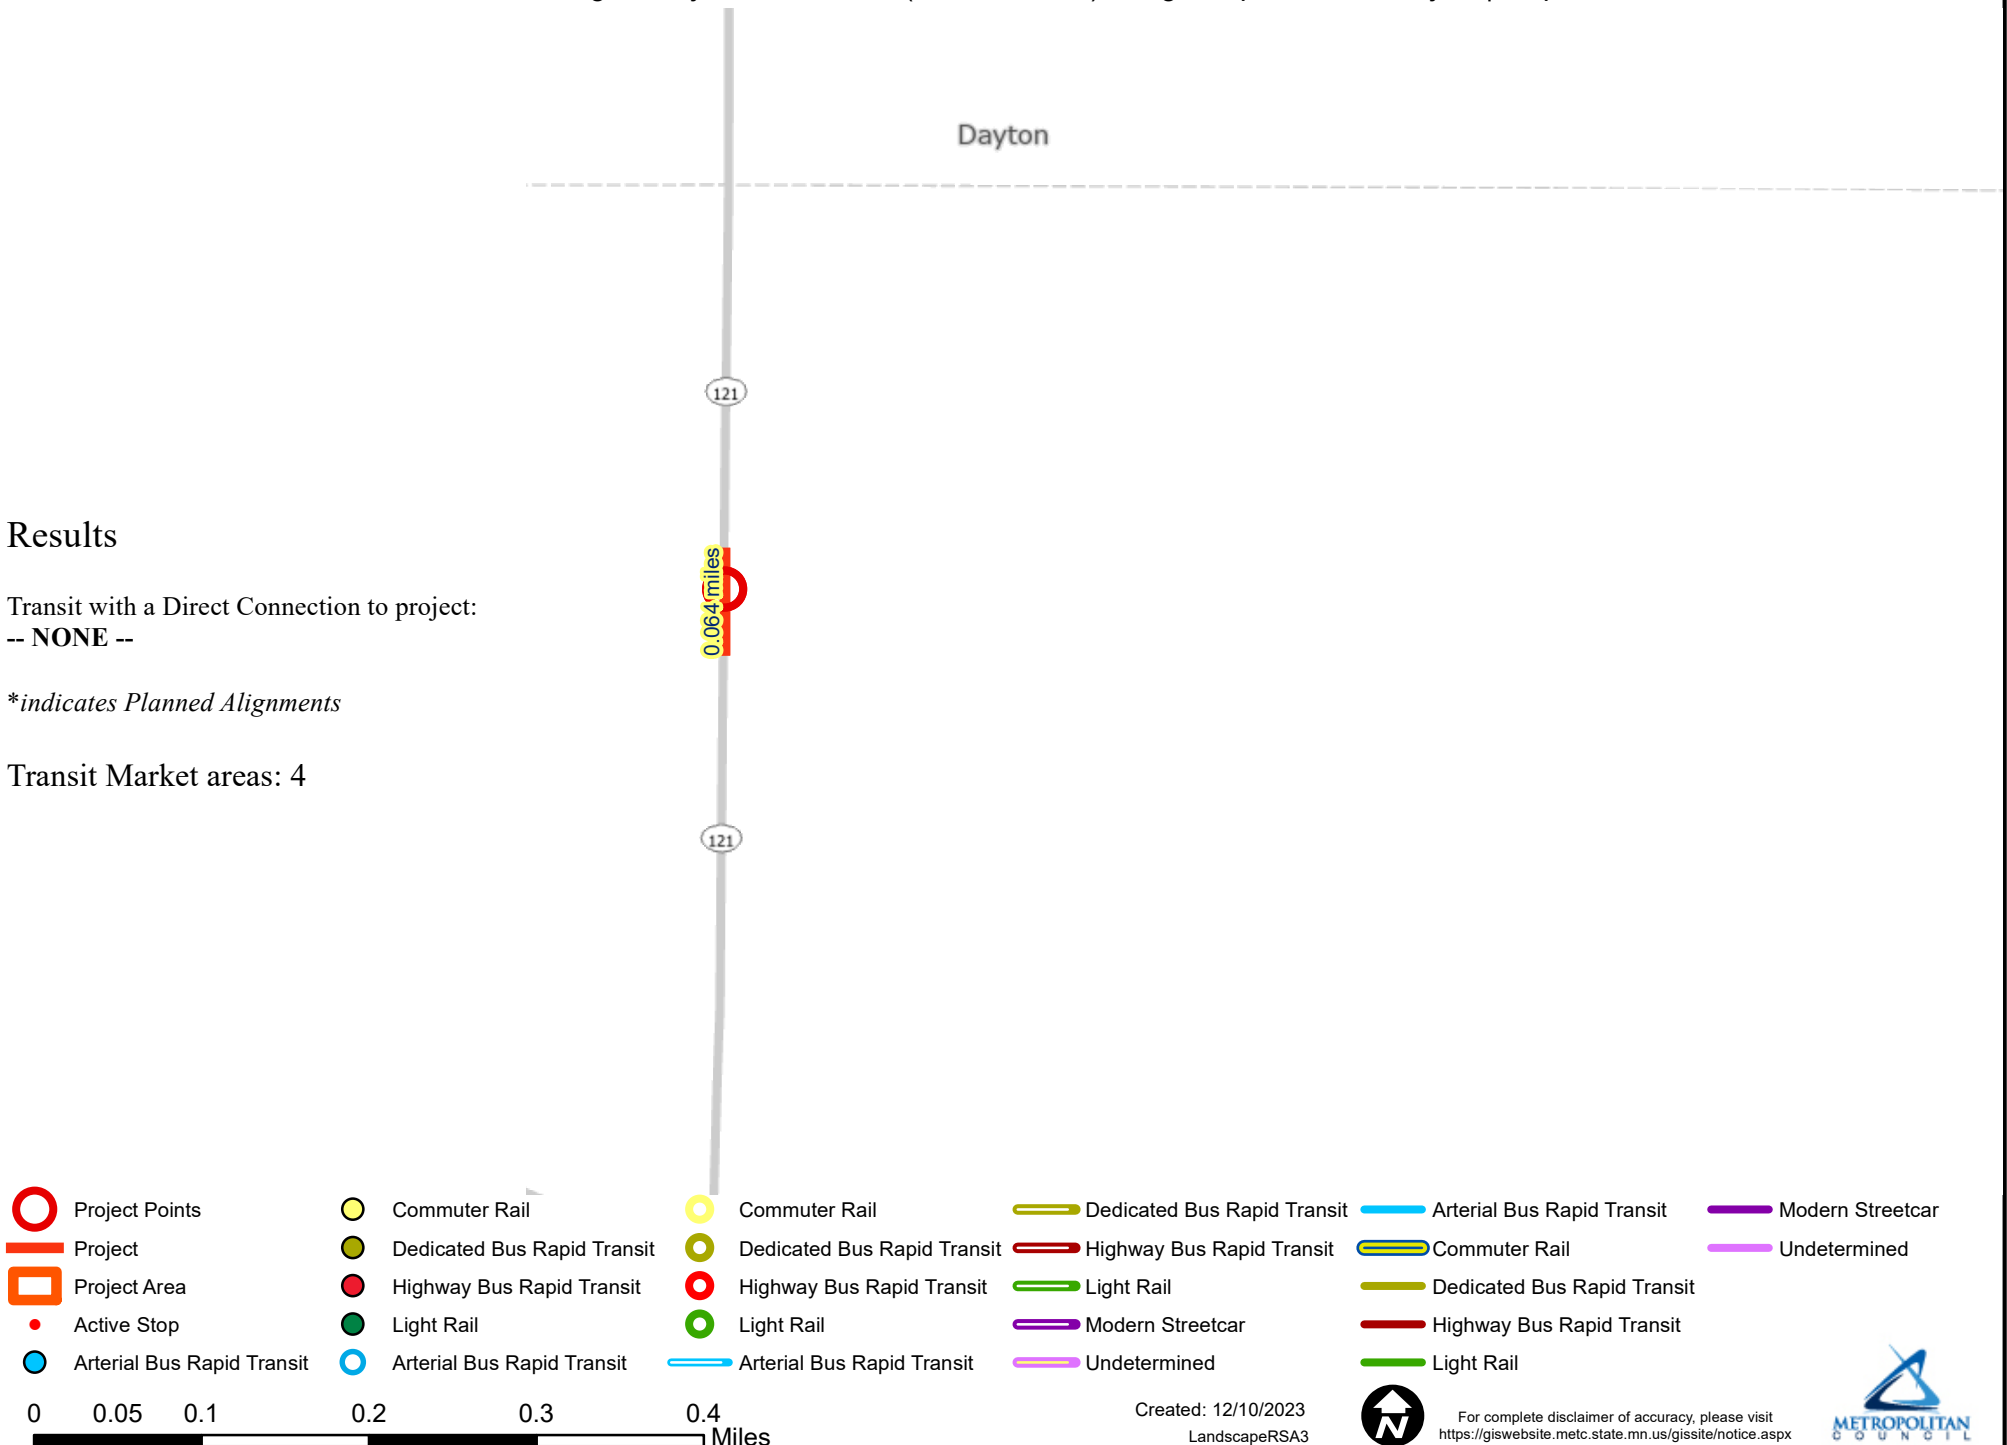 Dayton
121
Results
0.064 miles
Transit with a Direct Connection to project:
-- NONE --
*indicates Planned Alignments
Transit Market areas: 4
121
Project Points
Project
Project Area
Active Stop
Arterial Bus Rapid Transit
Commuter Rail
Dedicated Bus Rapid Transit
Highway Bus Rapid Transit
Light Rail
Arterial Bus Rapid Transit
Commuter Rail
Dedicated Bus Rapid Transit
Highway Bus Rapid Transit
Light Rail
Arterial Bus Rapid Transit
Dedicated Bus Rapid Transit
Highway Bus Rapid Transit
Light Rail
Modern Streetcar
Undetermined
Arterial Bus Rapid Transit
Commuter Rail
Dedicated Bus Rapid Transit
Highway Bus Rapid Transit
Light Rail
Modern Streetcar
Undetermined
0 0.05 0.1 0.2 0.3 0.4
Miles
Created: 12/10/2023
LandscapeRSA3
N
For complete disclaimer of accuracy, please visit
https://giswebsite.metc.state.mn.us/gissite/notice.aspx
METROPOLITAN
COUNCIL